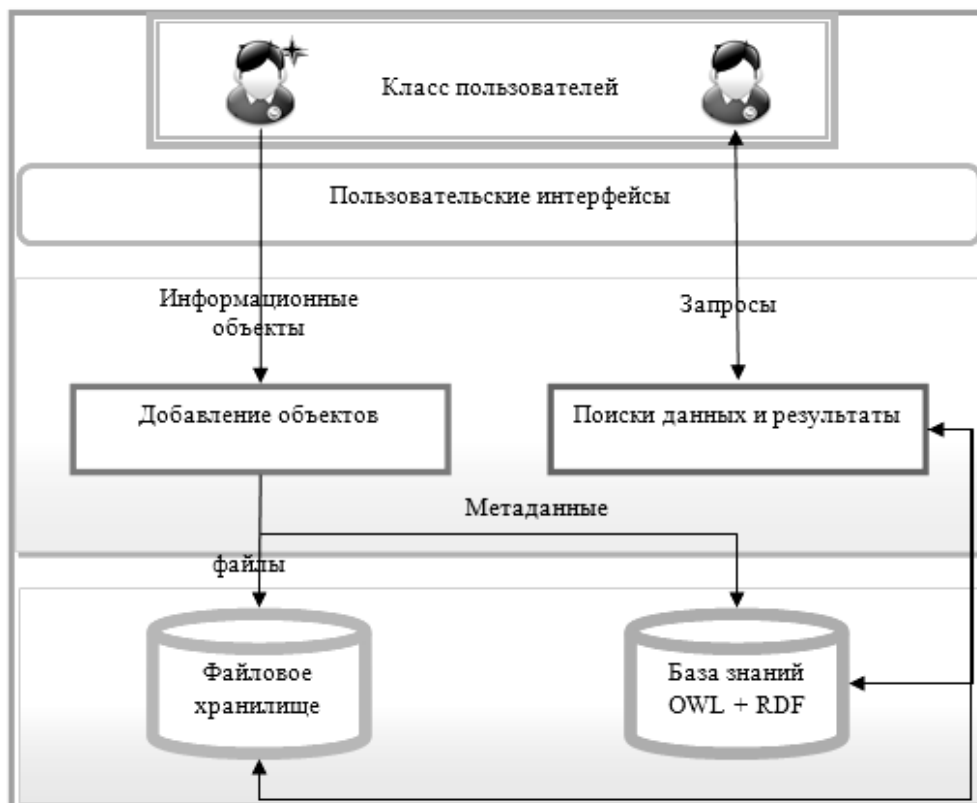 Класс пользователей
Пользовательские интерфейсы
Информационные
объекты
Запросы
Добавление объектов
Поиски данных и результаты
Метаданные
файлы
Файловое
хранилище
База знаний
OWL + RDF